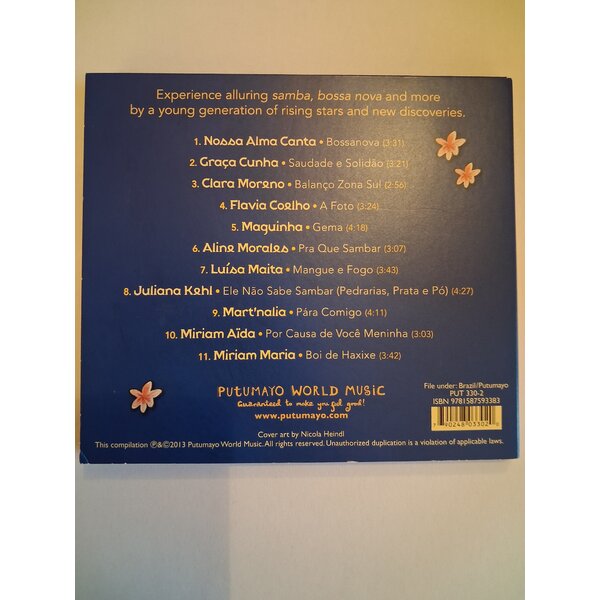 Experience alluring samba, bossa nova and more
by a young generation of rising stars and new discoveries.
1. Nossa Alma Canta • Bossanova (3:31)
2. Graça Cunha • Saudade e Solidão (3:21)
3. Clara Moreno • Balanço Zona Sul (2:56)
4. Flavia Coelho • A Foto (3:24)
5. Maguinha • Gema (4:18)
6. Aline Morales • Pra Que Sambar (3:07)
7. Luísa Maita • Mangue e Fogo (3:43)
8. Juliana Kehl • Ele Não Sabe Sambar (Pedrarias, Prata e Pó) (4:27)
9. Mart'nalia • Pára Comigo (4:11)
10. Miriam Aïda • Por Causa de Você Meninha (3:03)
11. Miriam Maria • Boi de Haxixe (3:42)
PUTUMAYO WORLD MUSIC
Guaranteed to make you feel good!
www.putumayo.com
File under: Brazil/Putumayo
PUT 330-2
ISBN 9781587593383
7 90248 03302 8
Cover art by Nicola Heindl
This compilation ℗&©2013 Putumayo World Music. All rights reserved. Unauthorized duplication is a violation of applicable laws.